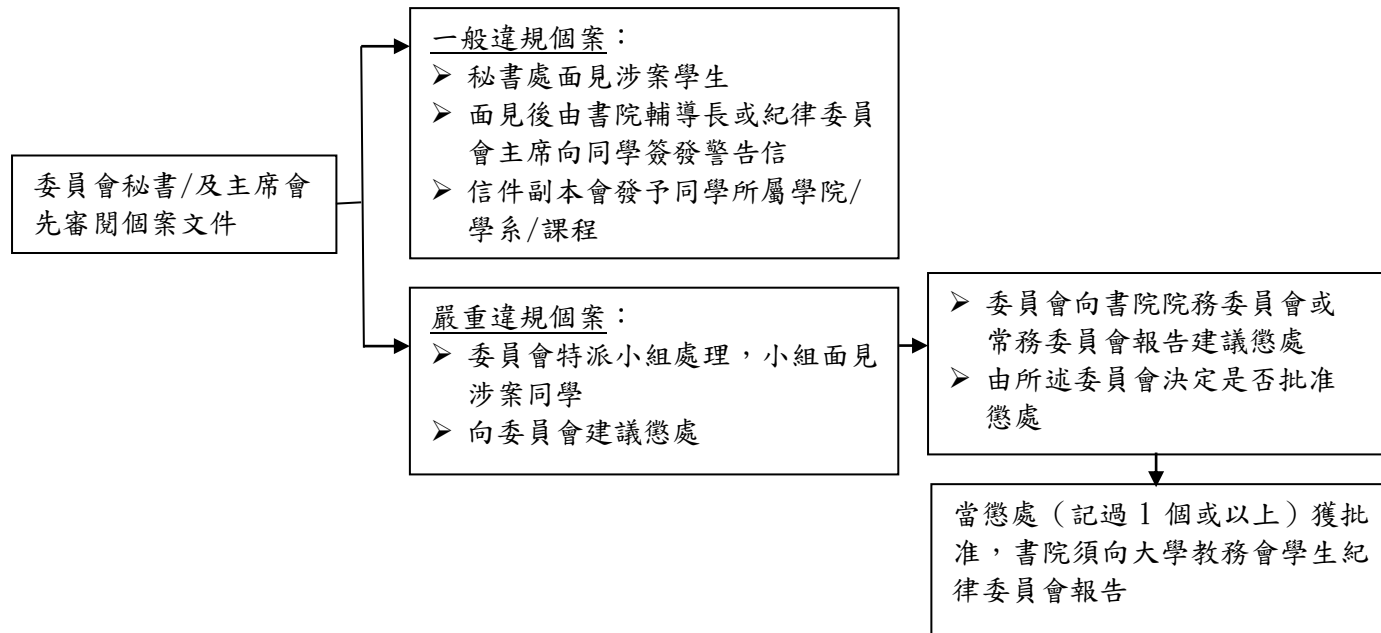 委員會秘書/及主席會
先審閱個案文件
一般違規個案：
➢ 秘書處面見涉案學生
➢ 面見後由書院輔導長或紀律委員
會主席向同學簽發警告信
➢ 信件副本會發予同學所屬學院/
學系/課程
嚴重違規個案：
➢ 委員會特派小組處理，小組面見
涉案同學
➢ 向委員會建議懲處
➢ 委員會向書院院務委員會或
常務委員會報告建議懲處
➢ 由所述委員會決定是否批准
懲處
當懲處（記過 1 個或以上）獲批
准，書院須向大學教務會學生紀
律委員會報告